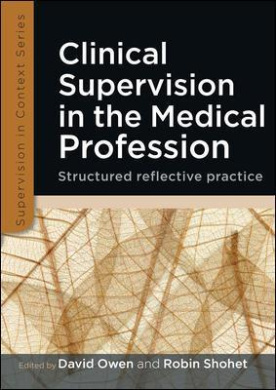 Supervision in Context Series
Clinical
Supervision
in the Medical
Profession
Structured reflective practice
Edited by David Owen and Robin Shohet